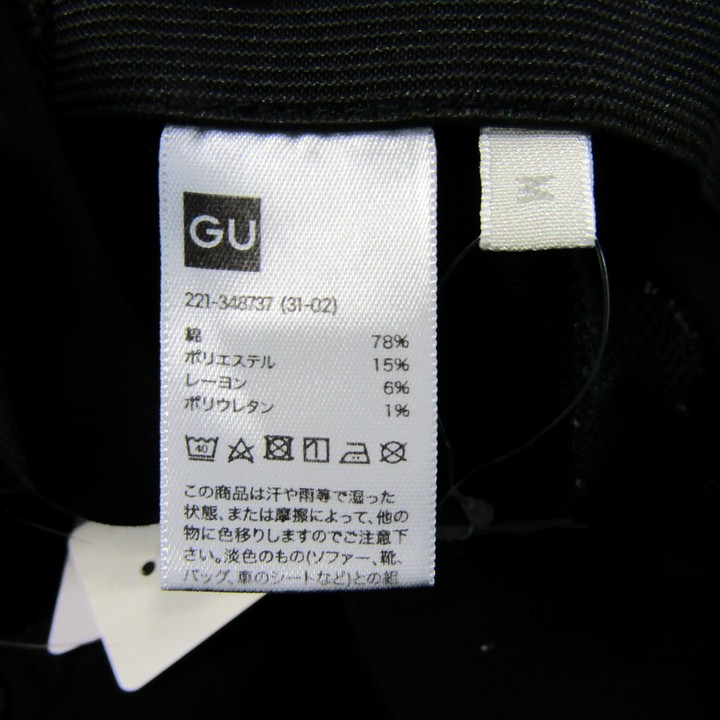 GU
M
221-348737 (31-02)
綿 78%
ポリエステル 15%
レーヨン 6%
ポリウレタン 1%
40
この商品は汗や雨等で湿った
状態、または摩擦によって、他の
物に色移りしますのでご注意下
さい。淡色のもの(ソファー、靴、
バッグ、車のシートなど)との組